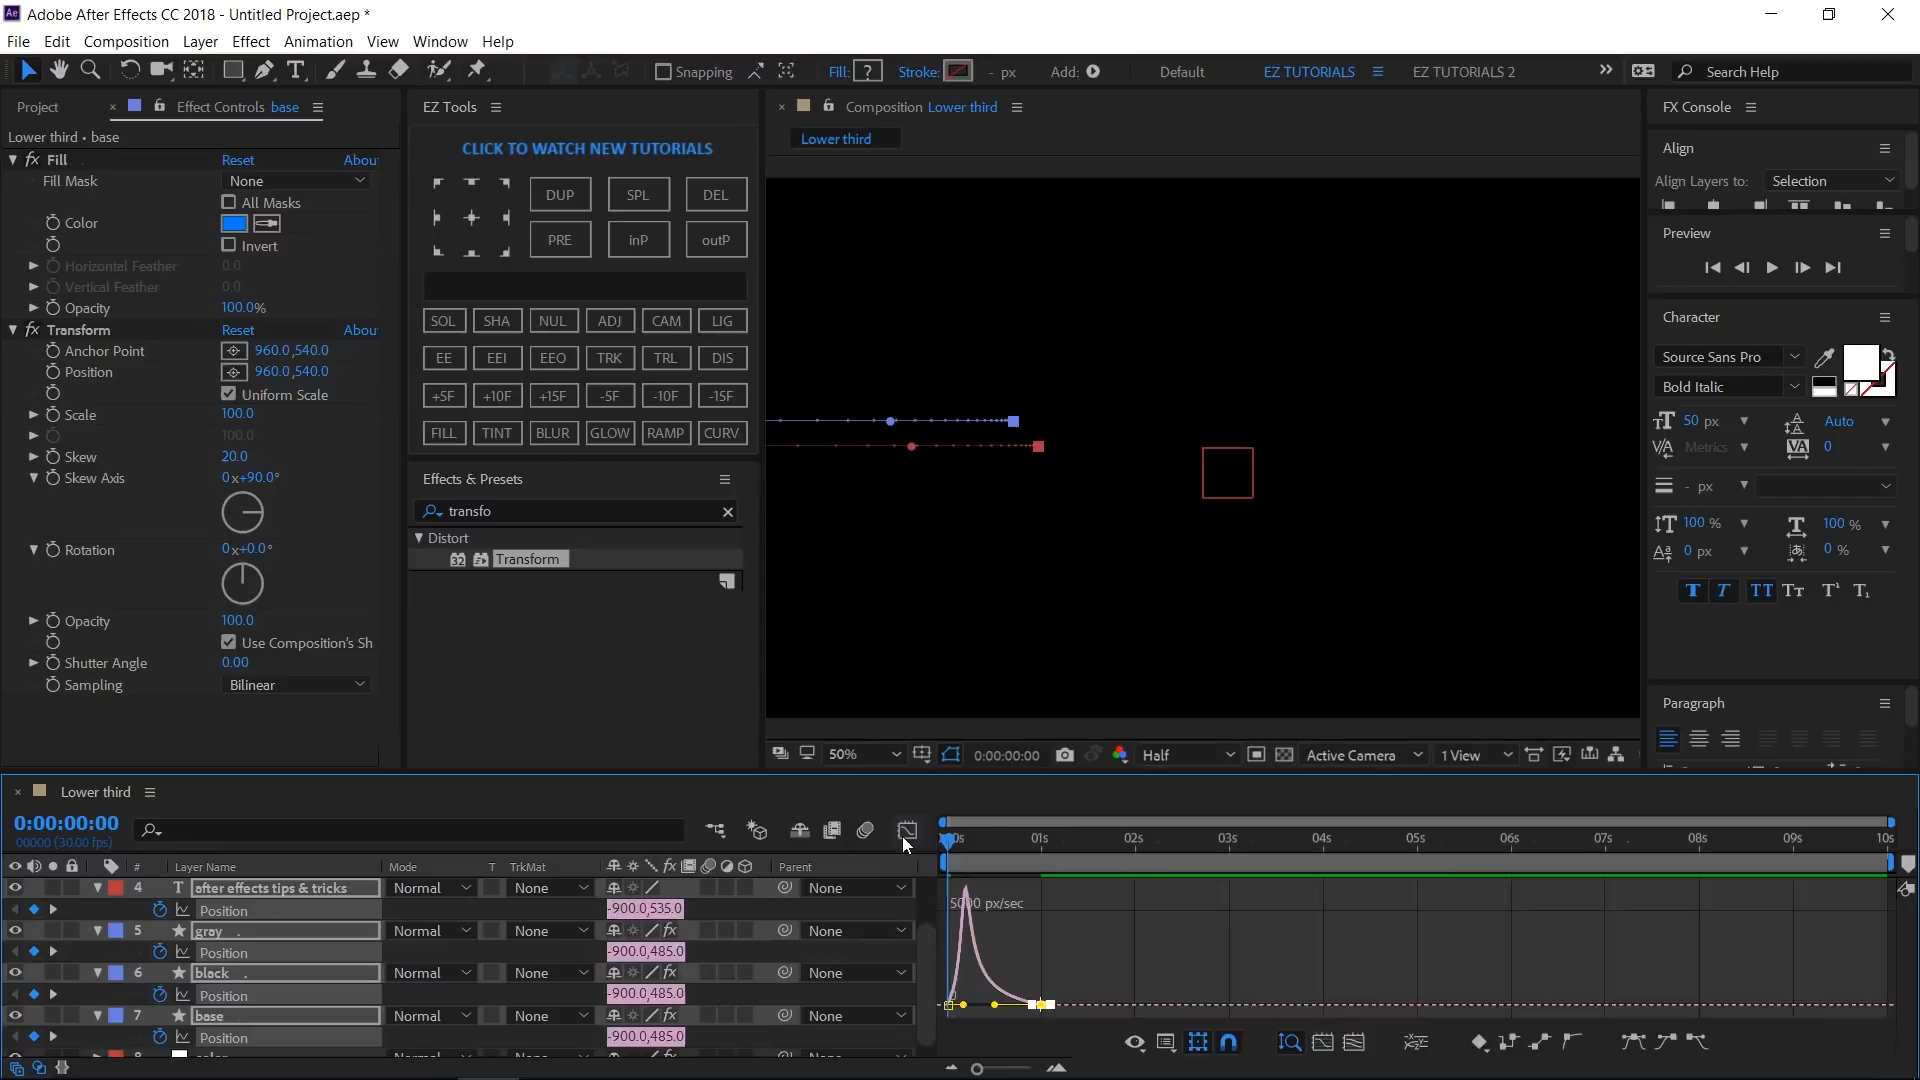 Adobe After Effects CC 2018 - Untitled Project.aep *
File Edit Composition Layer Effect Animation View Window Help
Snapping Fill: ? Stroke: - px Add: Default EZ TUTORIALS EZ TUTORIALS 2 Search Help
Project Effect Controls base
Lower third • base
Fill Reset Abou
Fill Mask None
All Masks
Color
Invert
Horizontal Feather 0.0
Vertical Feather 0.0
Opacity 100.0%
Transform Reset Abou
Anchor Point 960.0,540.0
Position 960.0,540.0
Uniform Scale
Scale 100.0
100.0
Skew 20.0
Skew Axis 0x+90.0°
Rotation 0x+0.0°
Opacity 100.0
Use Composition's Sh
Shutter Angle 0.00
Sampling Bilinear
EZ Tools
CLICK TO WATCH NEW TUTORIALS
DUP SPL DEL
PRE inP outP
SOL SHA NUL ADJ CAM LIG
EE EEI EEO TRK TRL DIS
+5F +10F +15F -5F -10F -15F
FILL TINT BLUR GLOW RAMP CURV
Effects & Presets
transfo
Distort
32 Transform
Composition Lower third
Lower third
50% 0:00:00:00 Half Active Camera 1 View
FX Console
Align
Align Layers to: Selection
Preview
Character
Source Sans Pro
Bold Italic
50 px Auto
Metrics 0
- px
100 % 100 %
0 px 0 %
T T TT Tt T¹ T₁
Paragraph
Lower third
0:00:00:00
00000 (30.00 fps)
# Layer Name Mode T TrkMat Parent
4 T after effects tips & tricks Normal None None
Position -900.0,535.0
5 gray Normal None None
Position -900.0,485.0
6 black Normal None None
Position -900.0,485.0
7 base Normal None None
Position -900.0,485.0
01s 02s 03s 04s 05s 06s 07s 08s 09s 10s
5000 px/sec